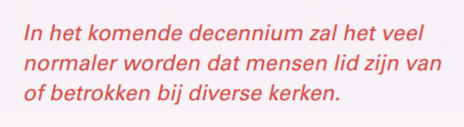 In het komende decennium zal het veel
normaler worden dat mensen lid zijn van
of betrokken bij diverse kerken.